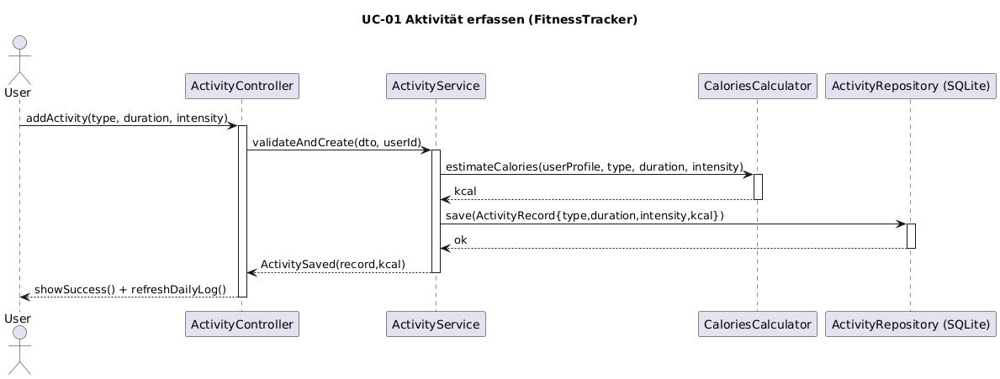 UC-01 Aktivität erfassen (FitnessTracker)
User
ActivityController
ActivityService
CaloriesCalculator
ActivityRepository (SQLite)
addActivity(type, duration, intensity)
validateAndCreate(dto, userId)
estimateCalories(userProfile, type, duration, intensity)
kcal
save(ActivityRecord{type,duration,intensity,kcal})
ok
ActivitySaved(record,kcal)
showSuccess() + refreshDailyLog()
User
ActivityController
ActivityService
CaloriesCalculator
ActivityRepository (SQLite)